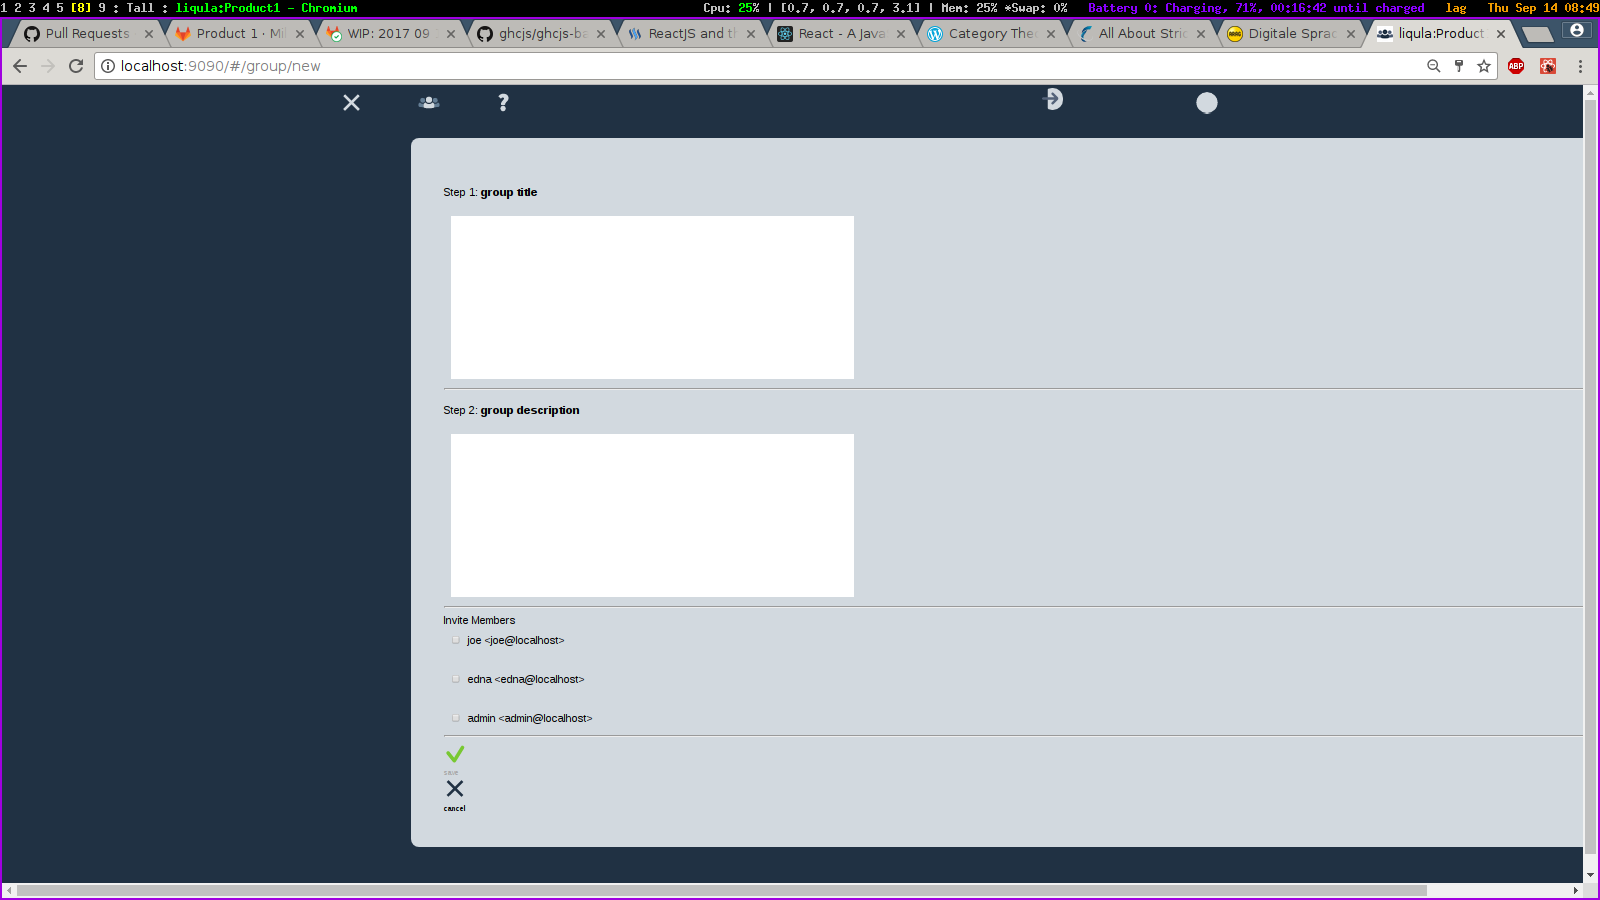 1 2 3 4 5 [8] 9 : Tall : liqula:Product1 - Chromium Cpu: 25% | [0.7, 0.7, 0.7, 3.1] | Mem: 25% *Swap: 0% Battery 0: Charging, 71%, 00:16:42 until charged lag Thu Sep 14 08:49
Pull Requests Product 1 · Mi WIP: 2017 09 ghcjs/ghcjs-ba ReactJS and th React - A Java Category The All About Stric Digitale Sprac liqla:Product
localhost:9090/#/group/new ABP
?
Step 1: group title
Step 2: group description
Invite Members
joe <joe@localhost>
edna <edna@localhost>
admin <admin@localhost>
save
cancel